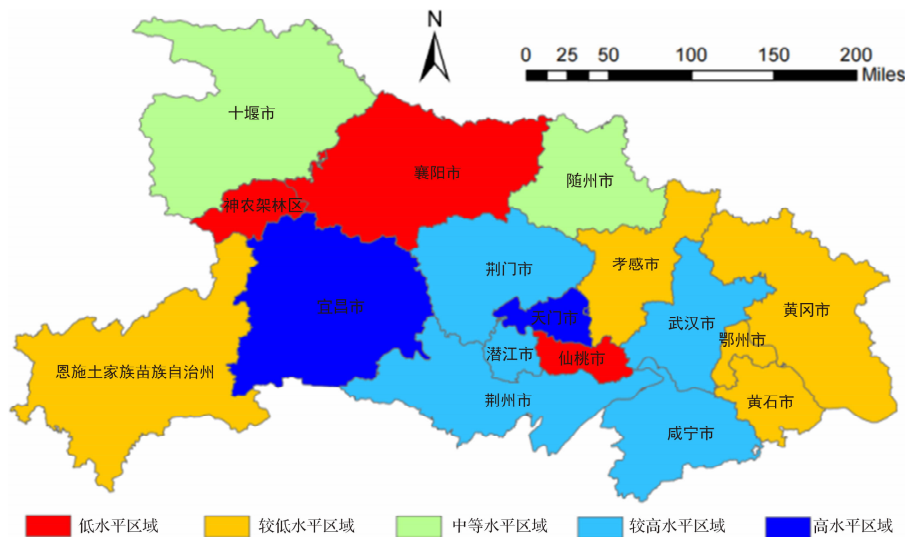 N
0 25 50 100 150 200
Miles
十堰市
襄阳市
随州市
神农架林区
荆门市
孝感市
宜昌市
天门市
武汉市
黄冈市
鄂州市
潜江市
仙桃市
恩施土家族苗族自治州
荆州市
黄石市
咸宁市
低水平区域 较低水平区域 中等水平区域 较高水平区域 高水平区域